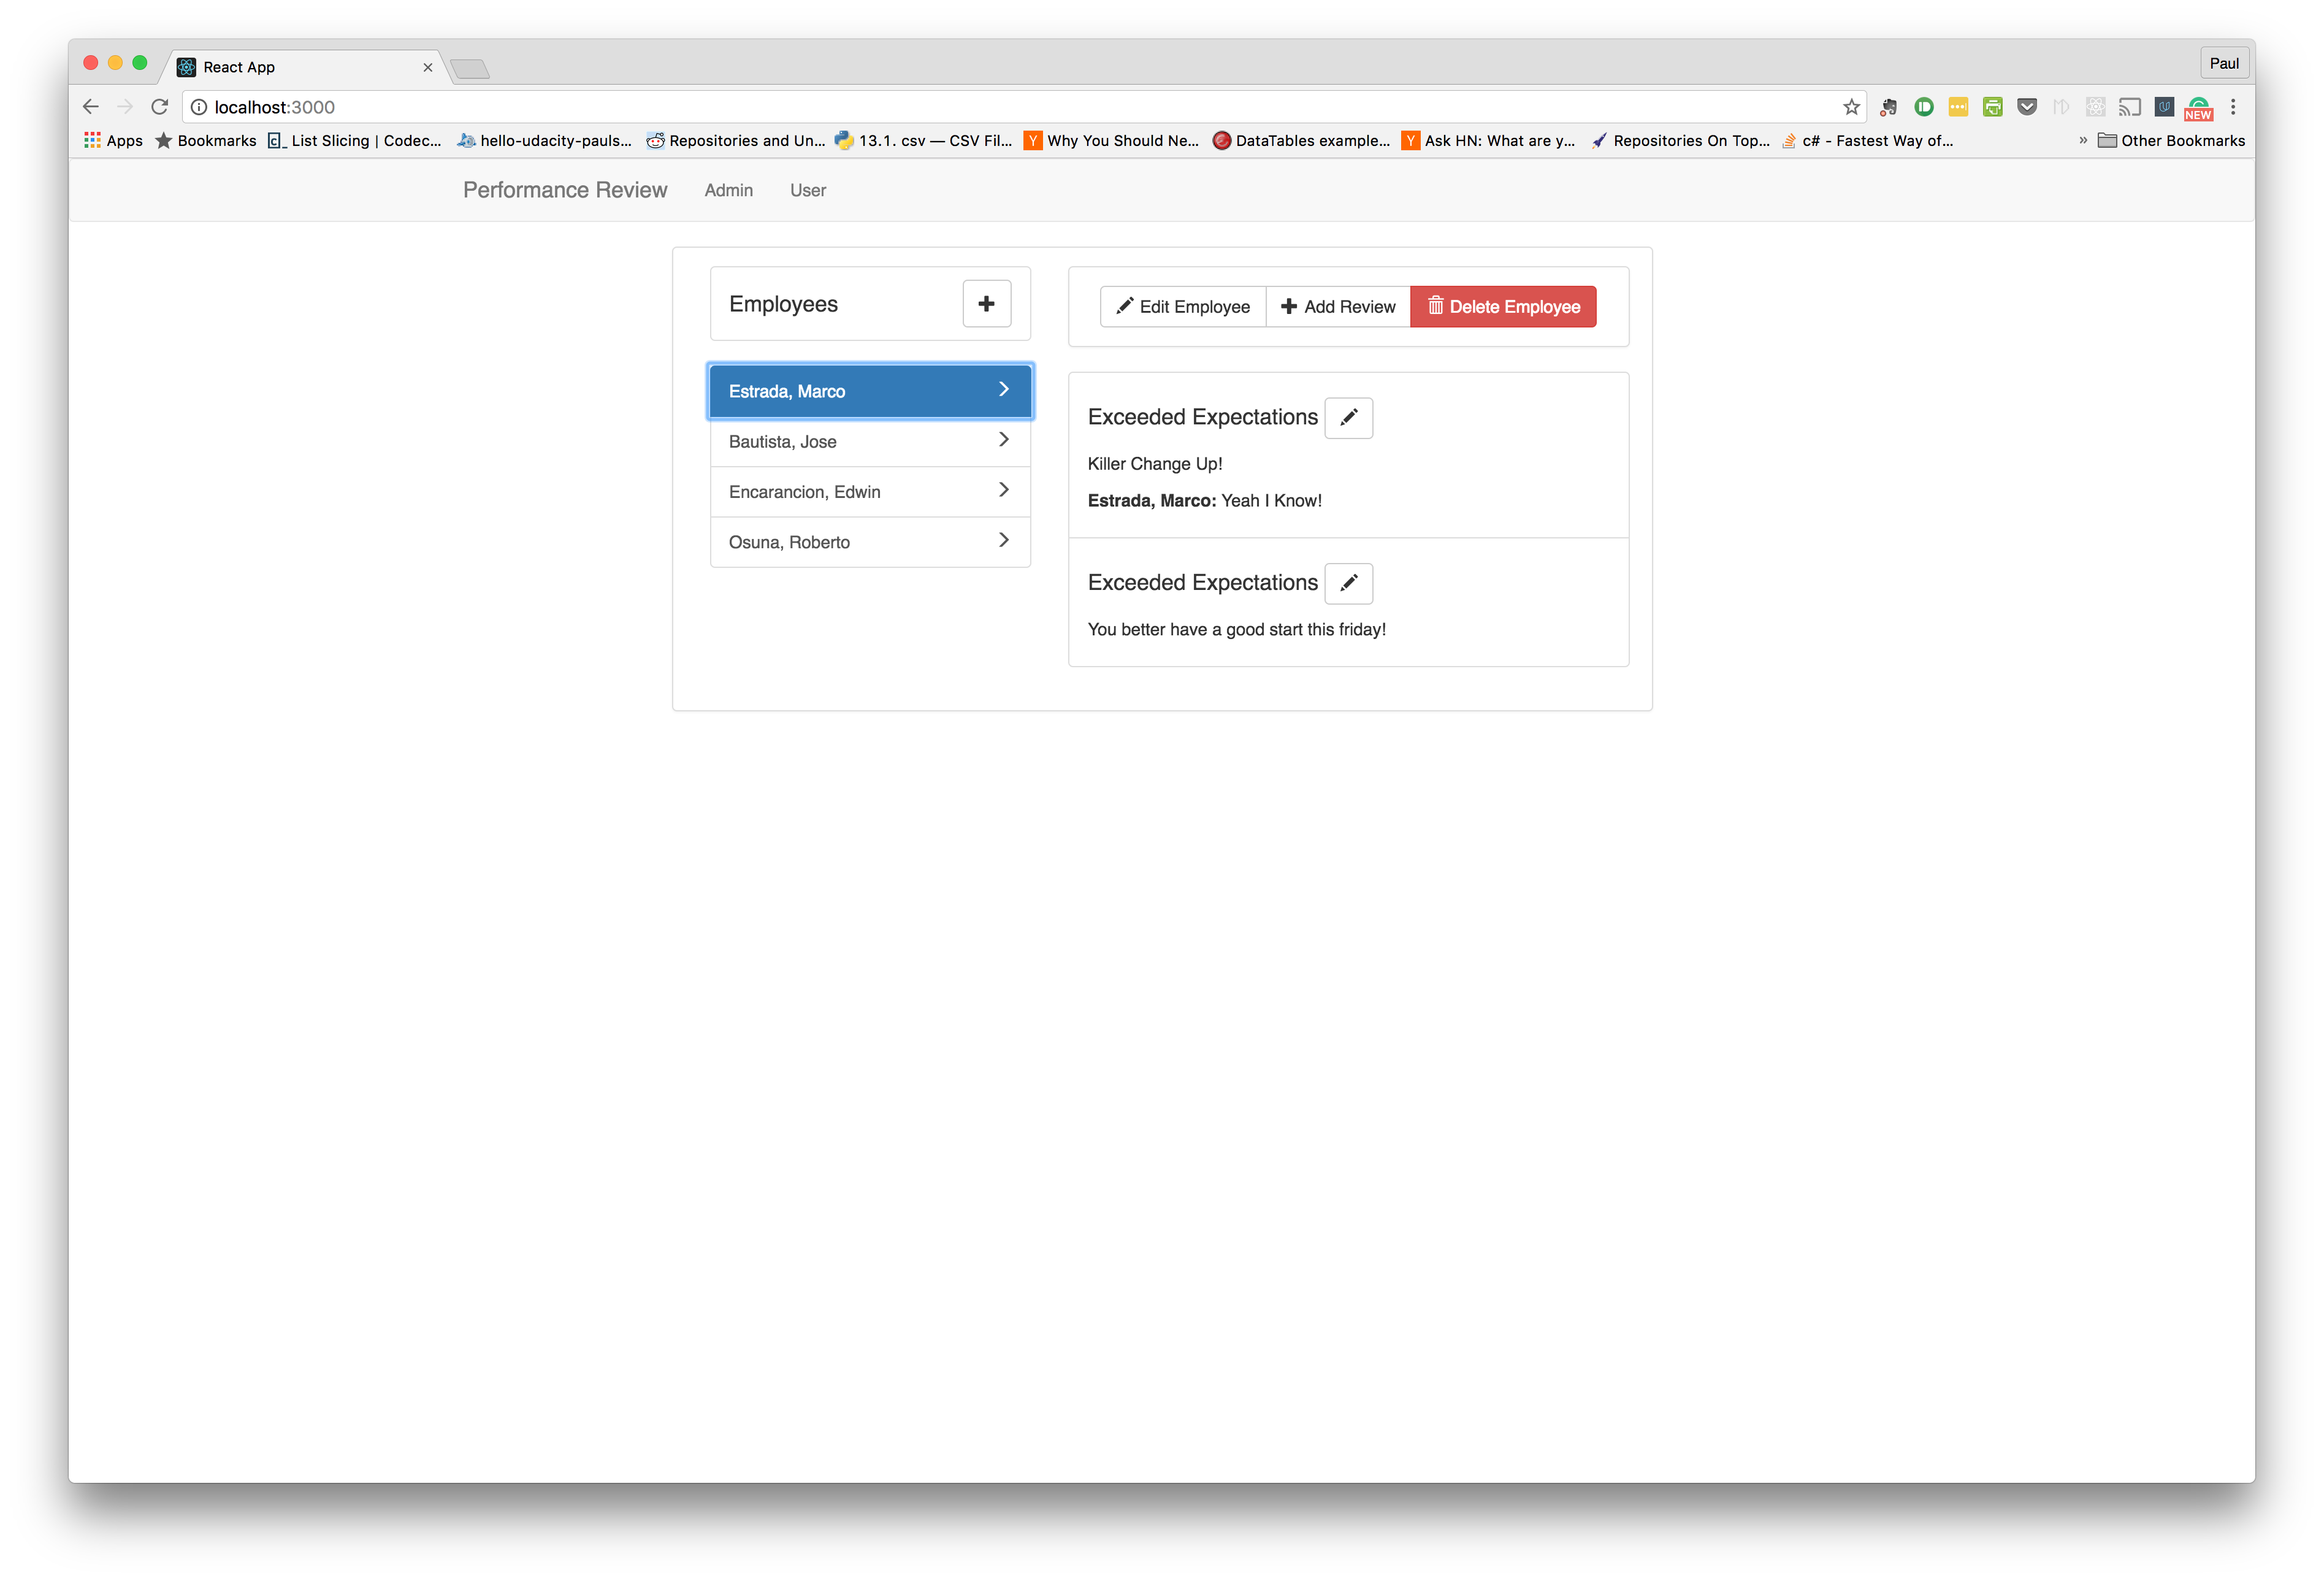 React App
Paul
localhost:3000
NEW
Apps Bookmarks List Slicing | Codec... hello-udacity-pauls... Repositories and Un... 13.1. csv — CSV Fil... Why You Should Ne... DataTables example... Ask HN: What are y... Repositories On Top... c# - Fastest Way of... » Other Bookmarks
Performance Review Admin User
Employees
Edit Employee Add Review Delete Employee
Estrada, Marco
Bautista, Jose
Encarancion, Edwin
Osuna, Roberto
Exceeded Expectations
Killer Change Up!
Estrada, Marco: Yeah I Know!
Exceeded Expectations
You better have a good start this friday!